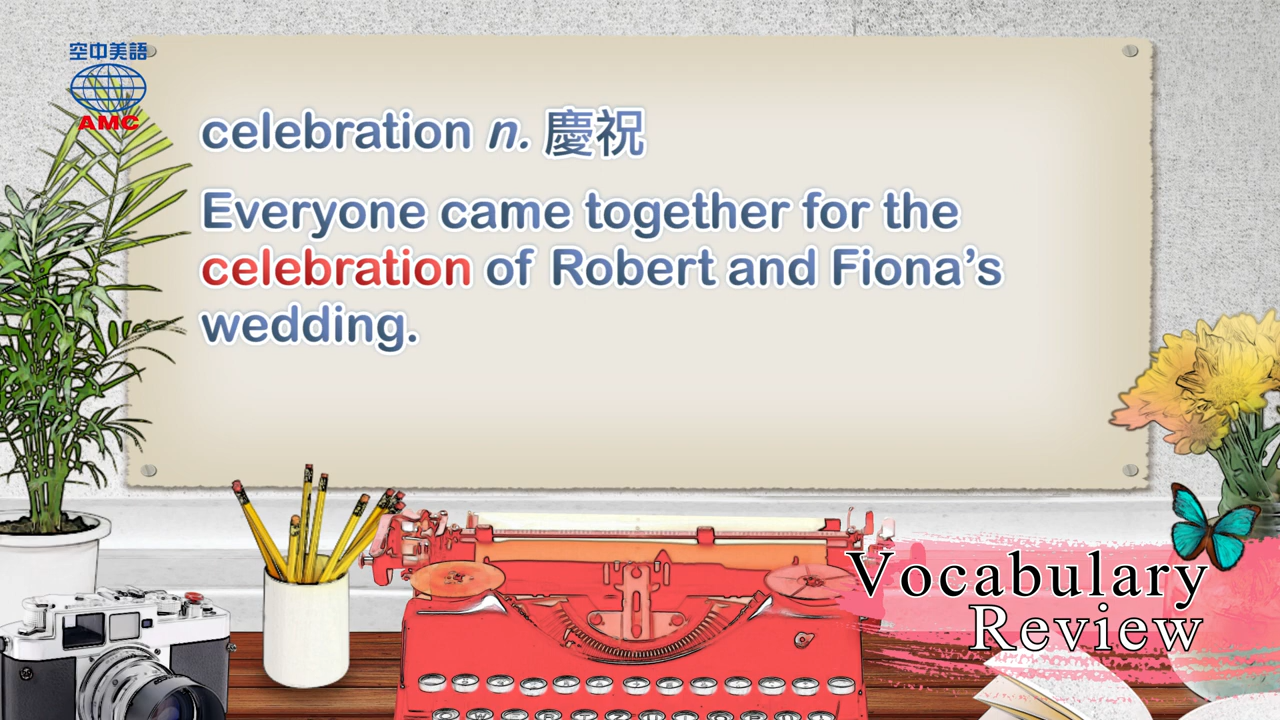 空中美語
AMC
celebration n. 慶祝
Everyone came together for the
celebration of Robert and Fiona’s
wedding.
Vocabulary
Review